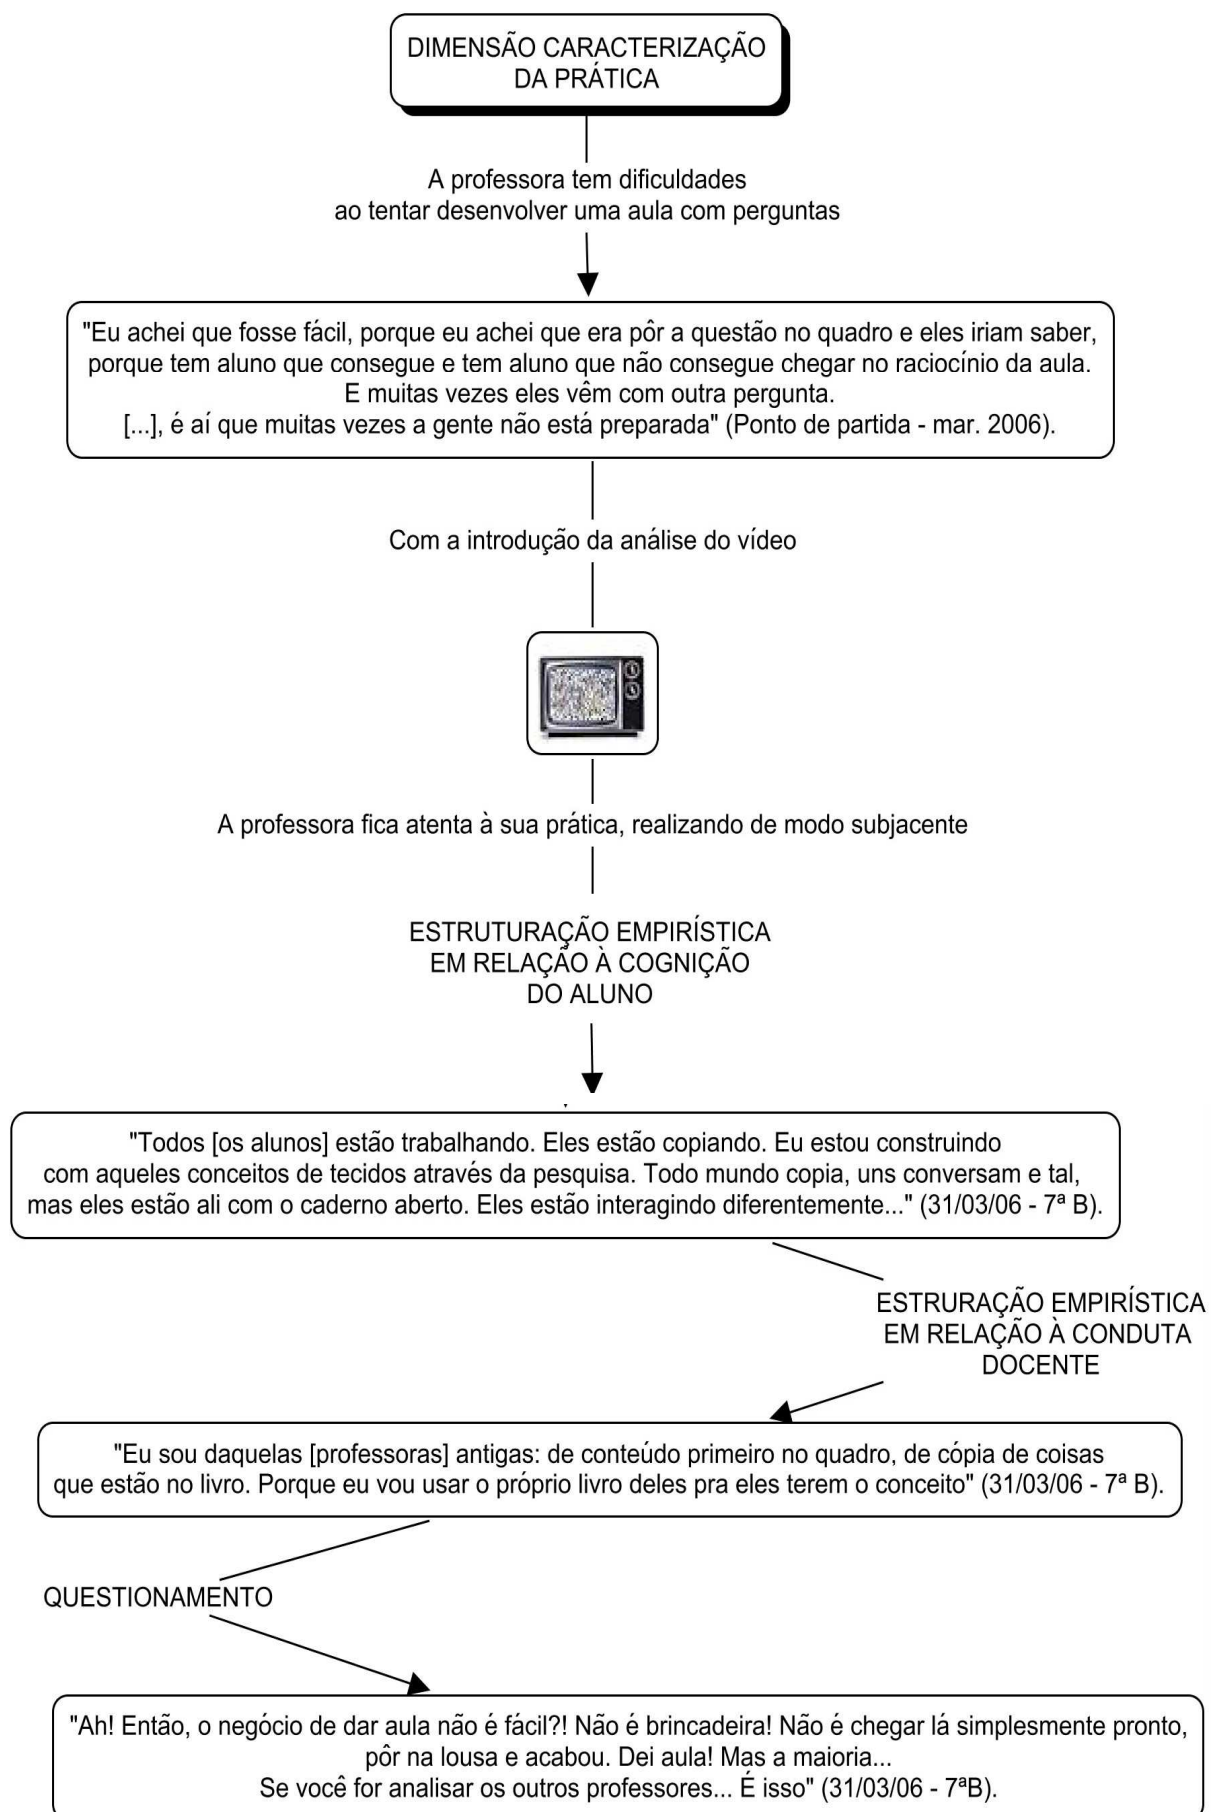 DIMENSÃO CARACTERIZAÇÃO
DA PRÁTICA
A professora tem dificuldades
ao tentar desenvolver uma aula com perguntas
"Eu achei que fosse fácil, porque eu achei que era pôr a questão no quadro e eles iriam saber,
porque tem aluno que consegue e tem aluno que não consegue chegar no raciocínio da aula.
E muitas vezes eles vêm com outra pergunta.
[...], é aí que muitas vezes a gente não está preparada" (Ponto de partida - mar. 2006).
Com a introdução da análise do vídeo
A professora fica atenta à sua prática, realizando de modo subjacente
ESTRUTURAÇÃO EMPIRÍSTICA
EM RELAÇÃO À COGNIÇÃO
DO ALUNO
"Todos [os alunos] estão trabalhando. Eles estão copiando. Eu estou construindo
com aqueles conceitos de tecidos através da pesquisa. Todo mundo copia, uns conversam e tal,
mas eles estão ali com o caderno aberto. Eles estão interagindo diferentemente..." (31/03/06 - 7ª B).
ESTRURAÇÃO EMPIRÍSTICA
EM RELAÇÃO À CONDUTA
DOCENTE
"Eu sou daquelas [professoras] antigas: de conteúdo primeiro no quadro, de cópia de coisas
que estão no livro. Porque eu vou usar o próprio livro deles pra eles terem o conceito" (31/03/06 - 7ª B).
QUESTIONAMENTO
"Ah! Então, o negócio de dar aula não é fácil?! Não é brincadeira! Não é chegar lá simplesmente pronto,
pôr na lousa e acabou. Dei aula! Mas a maioria...
Se você for analisar os outros professores... É isso" (31/03/06 - 7ªB).